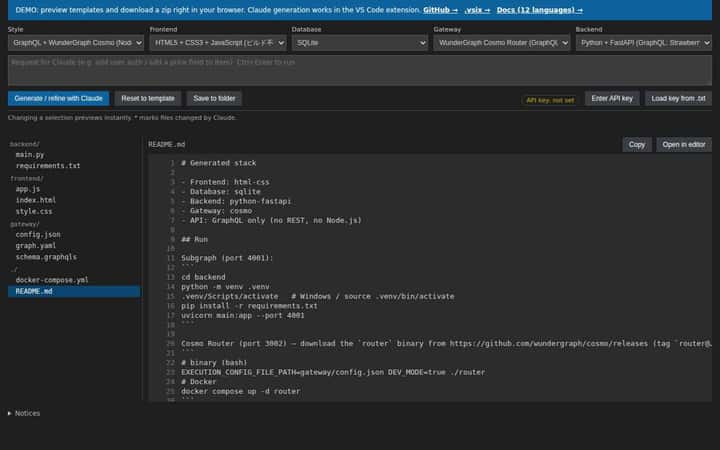 DEMO: preview templates and download a zip right in your browser. Claude generation works in the VS Code extension. GitHub → .vsix → Docs (12 languages) →
Style Frontend Database Gateway Backend
GraphQL + WunderGraph Cosmo (Nod HTML5 + CSS3 + JavaScript (ビルド不 SQLite WunderGraph Cosmo Router (GraphQL Python + FastAPI (GraphQL: Strawberr
Request for Claude (e.g. add user auth / add a price field to Item). Ctrl+Enter to run
Generate / refine with Claude Reset to template Save to folder API key: not set Enter API key Load key from .txt
Changing a selection previews instantly. * marks files changed by Claude.
backend/
main.py
requirements.txt
frontend/
app.js
index.html
style.css
gateway/
config.json
graph.yaml
schema.graphqls
./
docker-compose.yml
README.md
README.md Copy Open in editor
1 # Generated stack
2
3 - Frontend: html-css
4 - Database: sqlite
5 - Backend: python-fastapi
6 - Gateway: cosmo
7 - API: GraphQL only (no REST, no Node.js)
8
9 ## Run
10
11 Subgraph (port 4001):
12 ```
13 cd backend
14 python -m venv .venv
15 .venv/Scripts/activate # Windows / source .venv/bin/activate
16 pip install -r requirements.txt
17 uvicorn main:app --port 4001
18 ```
19
20 Cosmo Router (port 3002) — download the `router` binary from https://github.com/wundergraph/cosmo/releases (tag `router@
21 ```
22 # binary (bash)
23 EXECUTION_CONFIG_FILE_PATH=gateway/config.json DEV_MODE=true ./router
24 # Docker
25 docker compose up -d router
26 ```
Notices